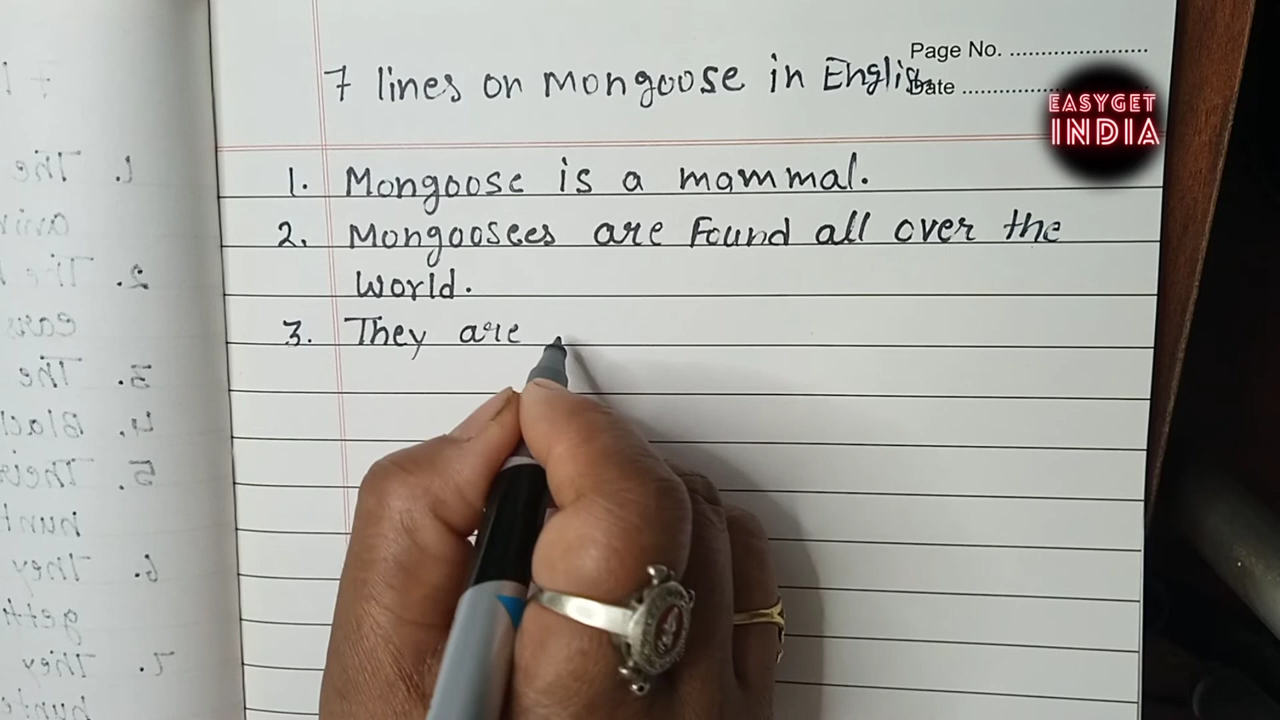 Page No. ......................
7 lines on Mongoose in English
Date ..................
EASYGET
INDIA
1. Mongoose is a mammal.
2. Mongoosees are Found all over the
World.
3. They are